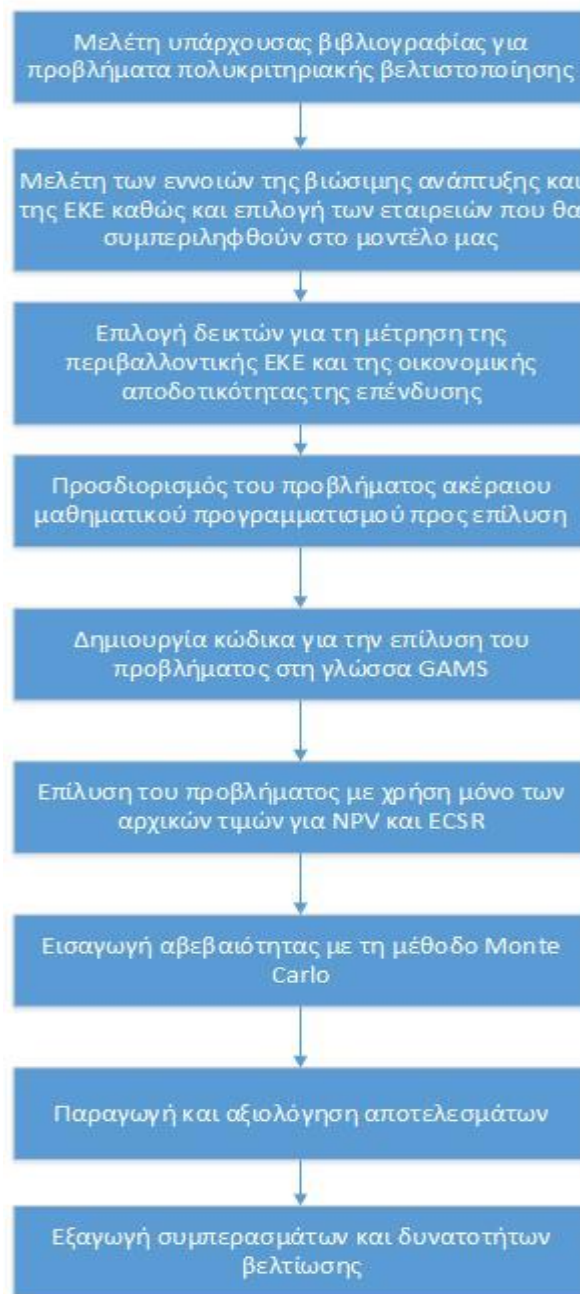 Μελέτη υπάρχουσας βιβλιογραφίας για
προβλήματα πολυκριτηριακής βελτιστοποίησης
Μελέτη των εννοιών της βιώσιμης ανάπτυξης και
της ΕΚΕ καθώς και επιλογή των εταιρειών που θα
συμπεριληφθούν στο μοντέλο μας
Επιλογή δεικτών για τη μέτρηση της
περιβαλλοντικής ΕΚΕ και της οικονομικής
αποδοτικότητας της επένδυσης
Προσδιορισμός του προβλήματος ακέραιου
μαθηματικού προγραμματισμού προς επίλυση
Δημιουργία κώδικα για την επίλυση του
προβλήματος στη γλώσσα GAMS
Επίλυση του προβλήματος με χρήση μόνο των
αρχικών τιμών για NPV και ECSR
Εισαγωγή αβεβαιότητας με τη μέθοδο Monte
Carlo
Παραγωγή και αξιολόγηση αποτελεσμάτων
Εξαγωγή συμπερασμάτων και δυνατοτήτων
βελτίωσης